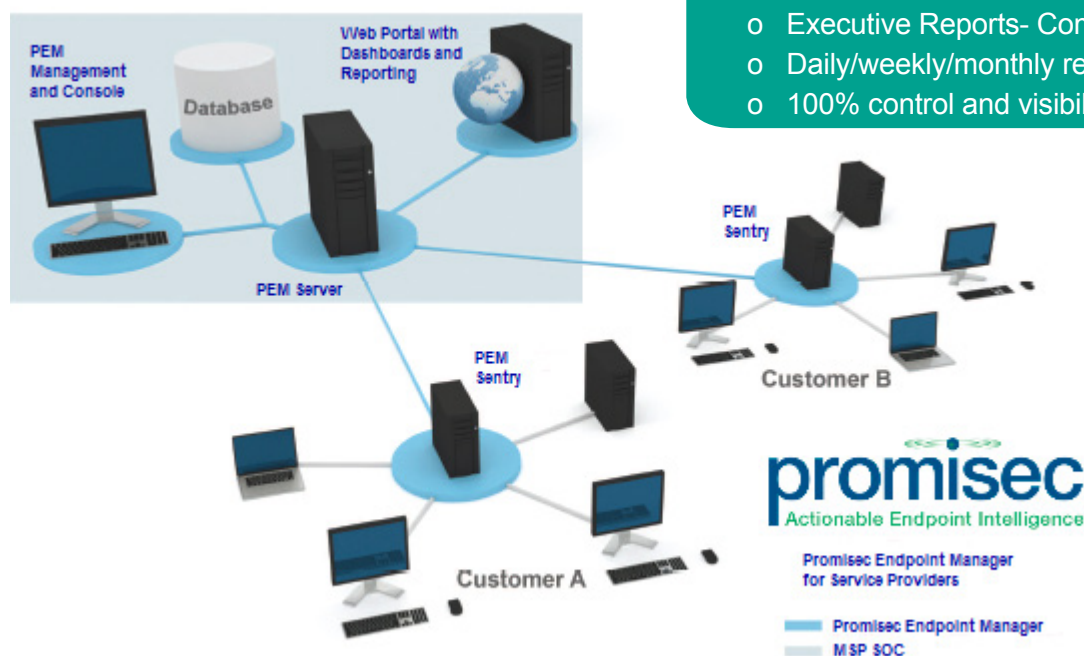 o Executive Reports- Con
o Daily/weekly/monthly re
o 100% control and visibil
PEM
Management
and Console
Database
Web Portal with
Dashboards and
Reporting
PEM Server
PEM
Sentry
Customer B
PEM
Sentry
Customer A
promisec
Actionable Endpoint Intelligence
Promisec Endpoint Manager
for Service Providers
Promisec Endpoint Manager
MSP SOC